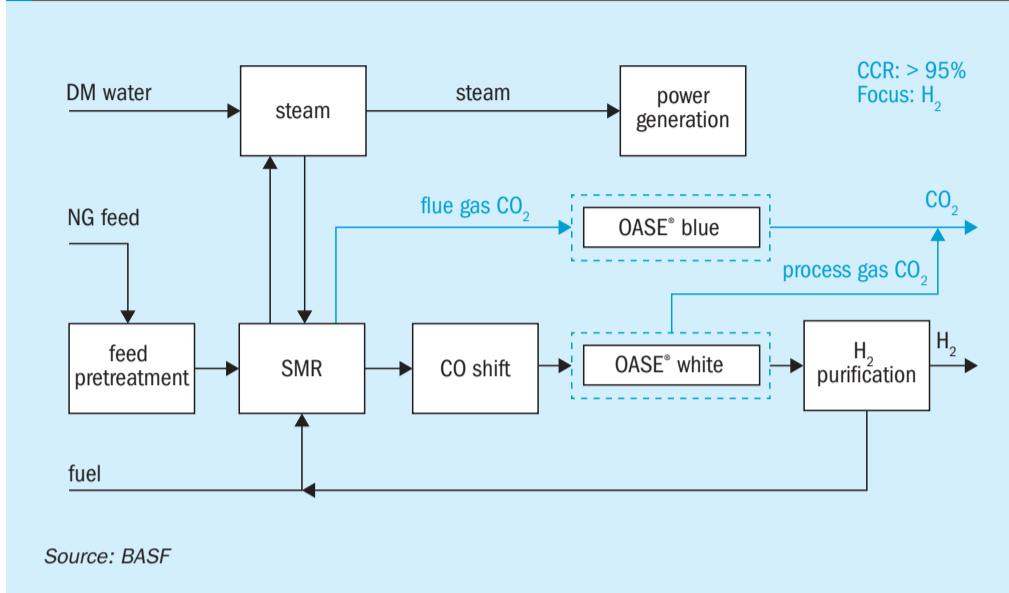 DM water
steam
steam
power
generation
CCR: > 95%
Focus: H₂
NG feed
flue gas CO₂
OASE® blue
CO₂
process gas CO₂
feed
pretreatment
SMR
CO shift
OASE® white
H₂
purification
H₂
fuel
Source: BASF